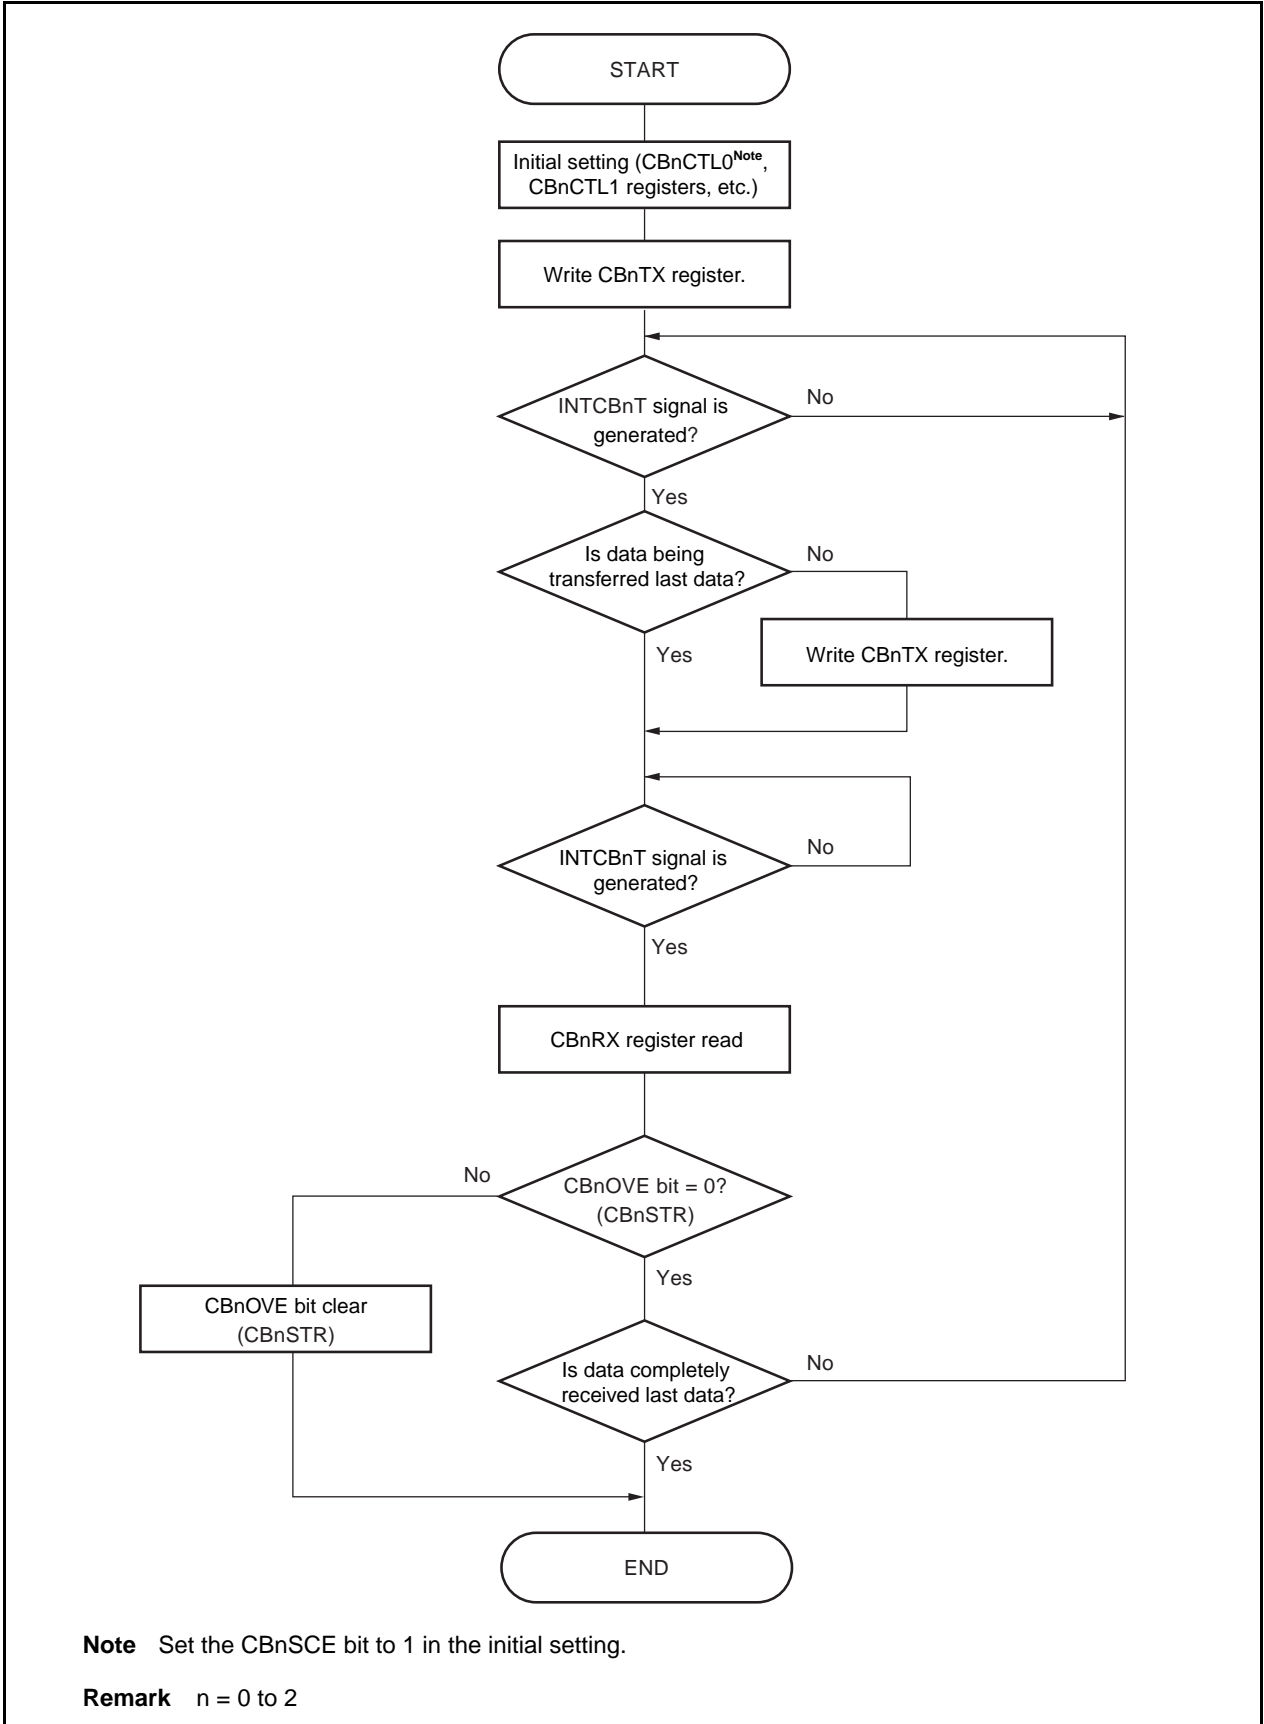 START
Initial setting (CBnCTL0Note,
CBnCTL1 registers, etc.)
Write CBnTX register.
INTCBnT signal is
generated?
No
Yes
Is data being
transferred last data?
No
Write CBnTX register.
Yes
INTCBnT signal is
generated?
No
Yes
CBnRX register read
CBnOVE bit = 0?
(CBnSTR)
No
Yes
CBnOVE bit clear
(CBnSTR)
Is data completely
received last data?
No
Yes
END
Note Set the CBnSCE bit to 1 in the initial setting.
Remark n = 0 to 2